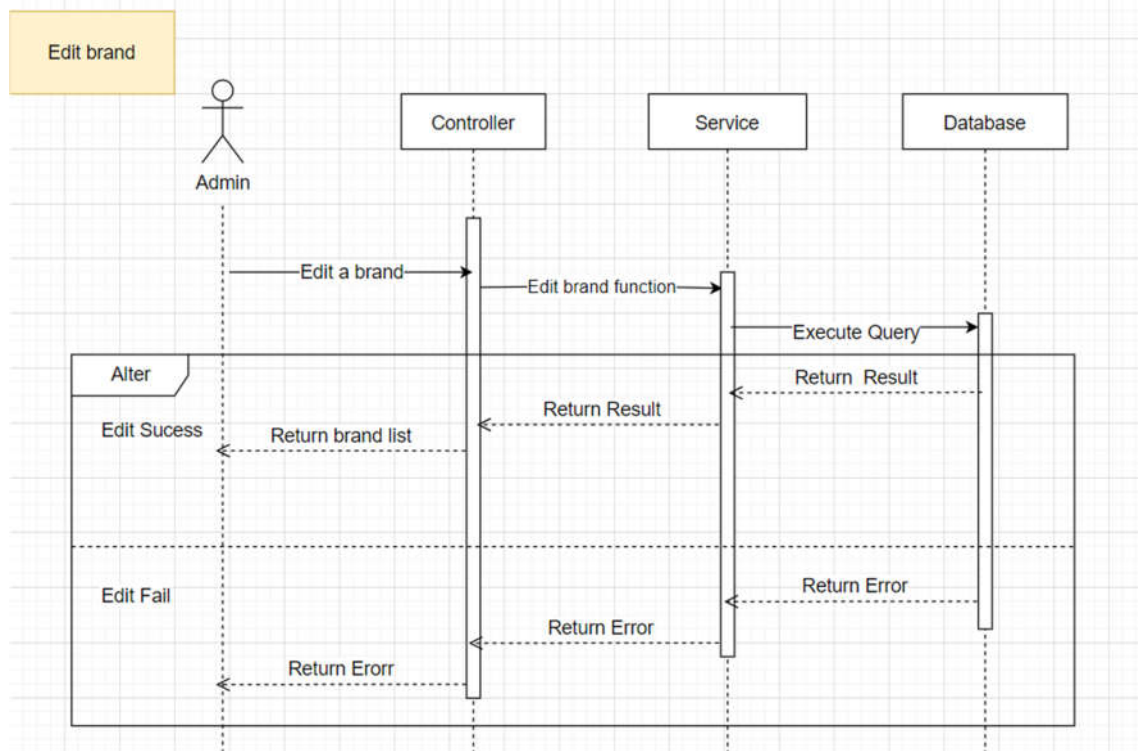 Edit brand
Controller
Service
Database
Admin
Edit a brand
Edit brand function
Execute Query
Alter
Return Result
Return Result
Edit Sucess
Return brand list
Edit Fail
Return Error
Return Error
Return Erorr